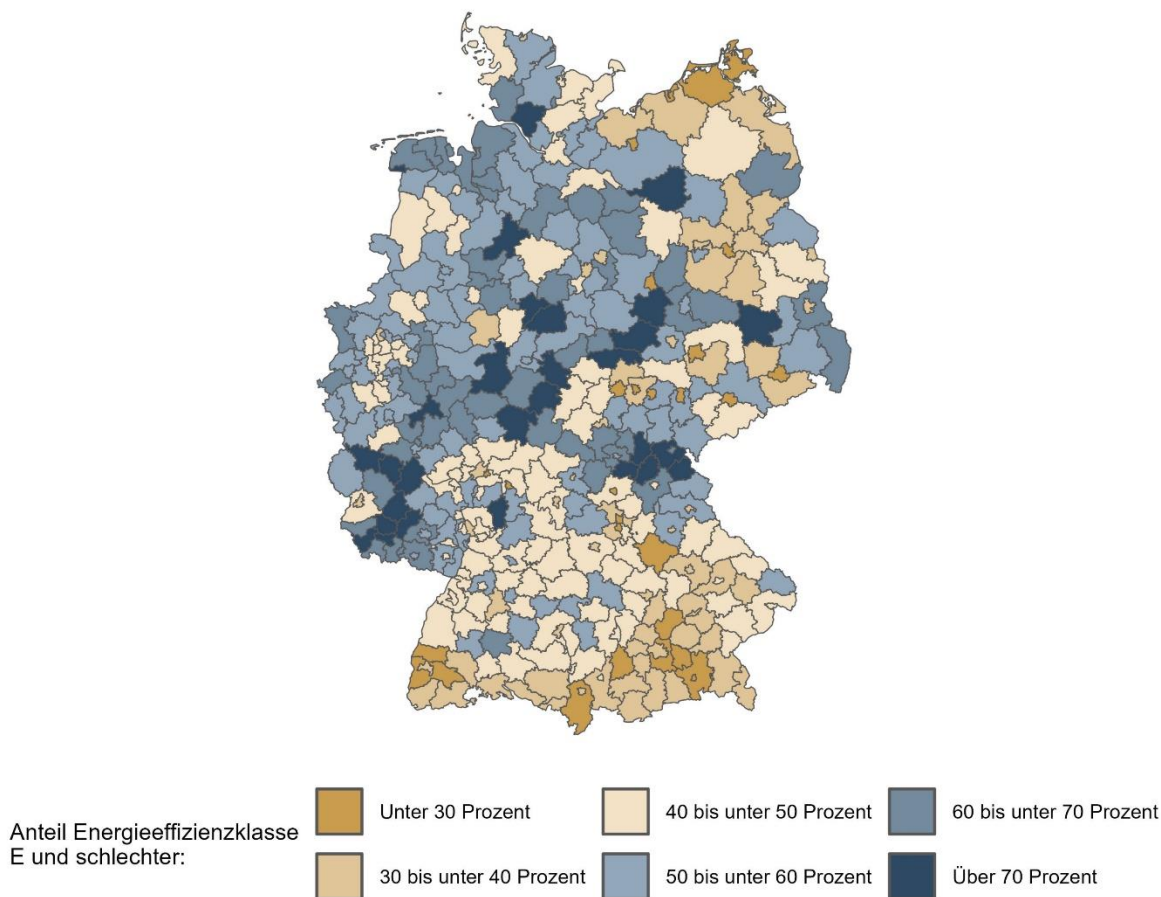 Anteil Energieeffizienzklasse
E und schlechter:
Unter 30 Prozent
40 bis unter 50 Prozent
60 bis unter 70 Prozent
30 bis unter 40 Prozent
50 bis unter 60 Prozent
Über 70 Prozent